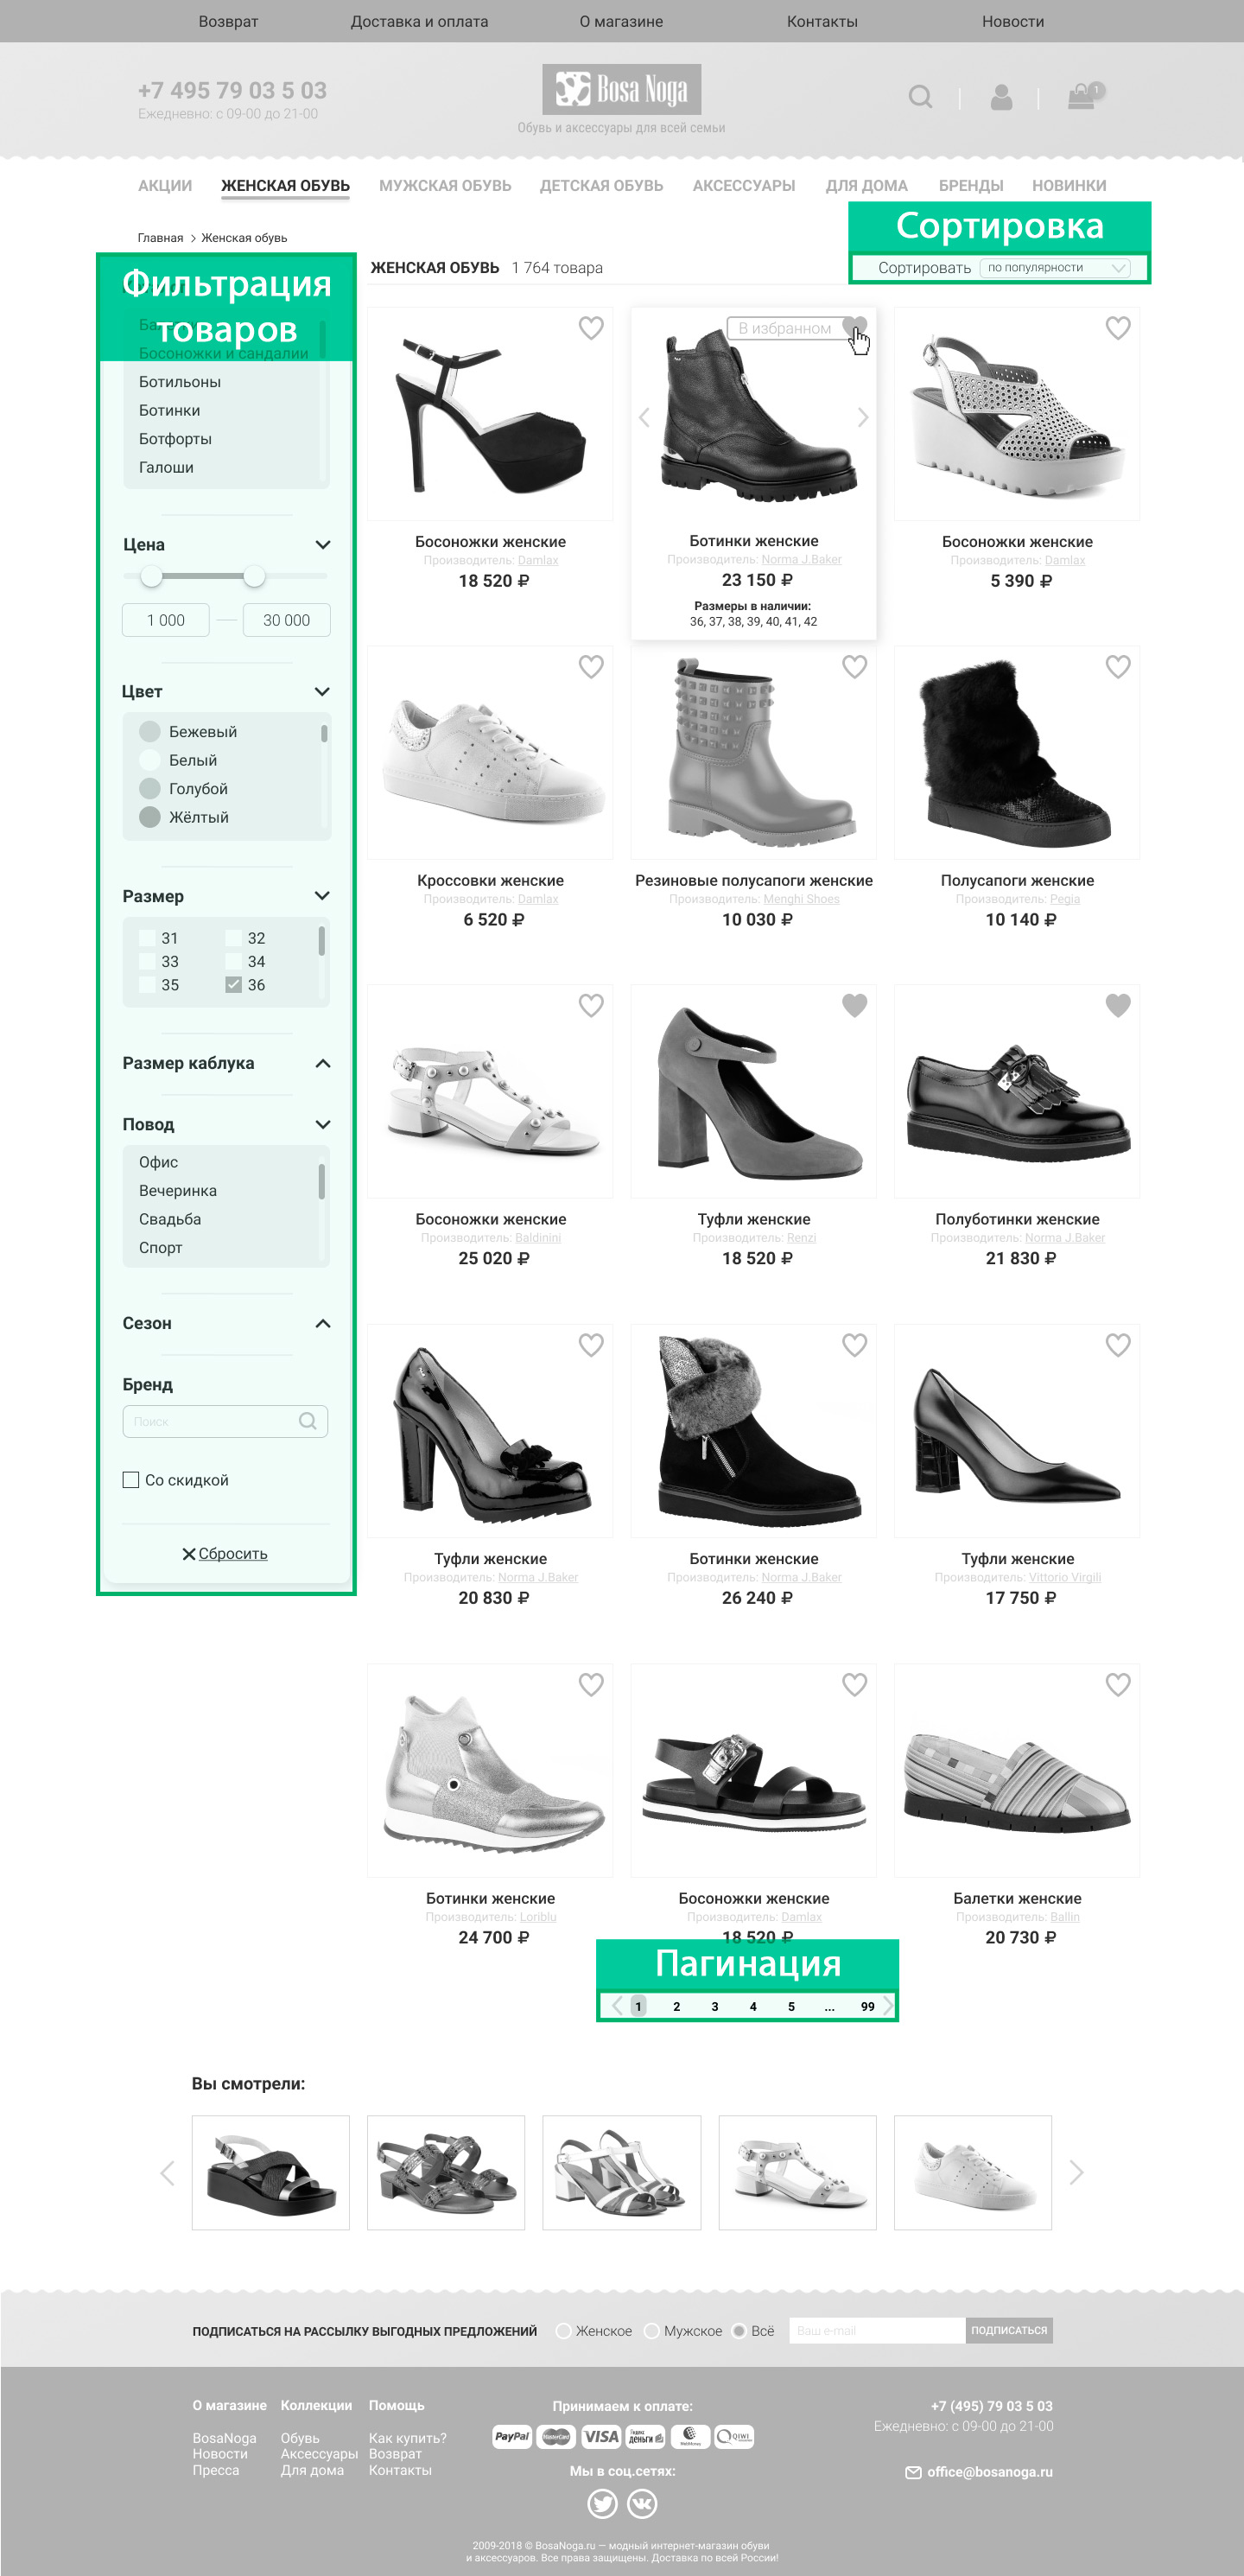 Возврат
Доставка и оплата
О магазине
Контакты
Новости
+7 495 79 03 5 03
Ежедневно: с 09-00 до 21-00
Bosa Noga
Обувь и аксессуары для всей семьи
1
АКЦИИ
ЖЕНСКАЯ ОБУВЬ
МУЖСКАЯ ОБУВЬ
ДЕТСКАЯ ОБУВЬ
АКСЕССУАРЫ
ДЛЯ ДОМА
БРЕНДЫ
НОВИНКИ
Главная > Женская обувь
Сортировка
Сортировать
по популярности
ЖЕНСКАЯ ОБУВЬ 1 764 товара
Фильтрация
товаров
Босоножки и сандалии
Ботильоны
Ботинки
Ботфорты
Галоши
Цена
1 000
30 000
Цвет
Бежевый
Белый
Голубой
Жёлтый
Размер
31 32
33 34
35 36
Размер каблука
Повод
Офис
Вечеринка
Свадьба
Спорт
Сезон
Бренд
Поиск
Со скидкой
Сбросить
Босоножки женские
Производитель: Damlax
18 520 ₽
В избранном
Ботинки женские
Производитель: Norma J.Baker
23 150 ₽
Размеры в наличии:
36, 37, 38, 39, 40, 41, 42
Босоножки женские
Производитель: Damlax
5 390 ₽
Кроссовки женские
Производитель: Damlax
6 520 ₽
Резиновые полусапоги женские
Производитель: Menghi Shoes
10 030 ₽
Полусапоги женские
Производитель: Pegia
10 140 ₽
Босоножки женские
Производитель: Baldinini
25 020 ₽
Туфли женские
Производитель: Renzi
18 520 ₽
Полуботинки женские
Производитель: Norma J.Baker
21 830 ₽
Туфли женские
Производитель: Norma J.Baker
20 830 ₽
Ботинки женские
Производитель: Norma J.Baker
26 240 ₽
Туфли женские
Производитель: Vittorio Virgili
17 750 ₽
Ботинки женские
Производитель: Loriblu
24 700 ₽
Босоножки женские
Производитель: Damlax
18 520 ₽
Балетки женские
Производитель: Ballin
20 730 ₽
Пагинация
1 2 3 4 5 ... 99
Вы смотрели:
ПОДПИСАТЬСЯ НА РАССЫЛКУ ВЫГОДНЫХ ПРЕДЛОЖЕНИЙ
Женское
Мужское
Всё
Ваш e-mail
ПОДПИСАТЬСЯ
О магазине
BosaNoga
Новости
Пресса
Коллекции
Обувь
Аксессуары
Для дома
Помощь
Как купить?
Возврат
Контакты
Принимаем к оплате:
PayPal
MasterCard
VISA
Яндекс деньги
WebMoney
QIWI
Мы в соц.сетях:
+7 (495) 79 03 5 03
Ежедневно: с 09-00 до 21-00
office@bosanoga.ru
2009-2018 © BosaNoga.ru — модный интернет-магазин обуви
и аксессуаров. Все права защищены. Доставка по всей России!